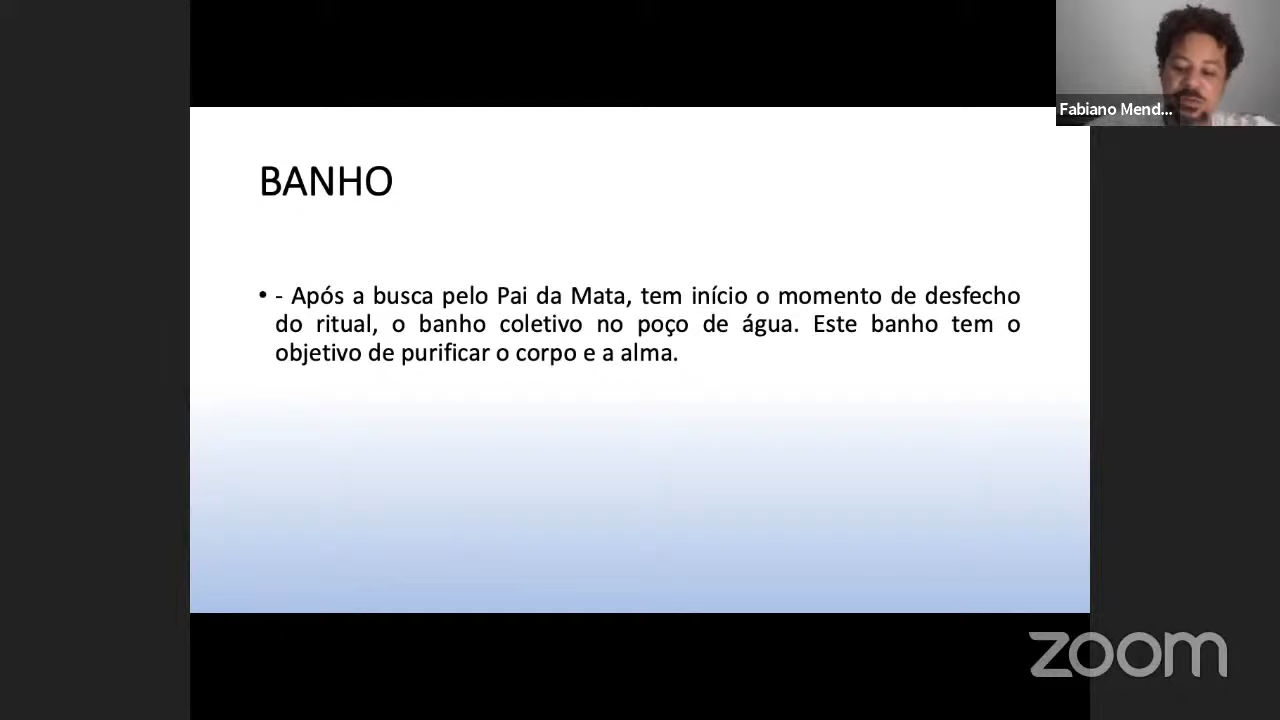 Fabiano Mend...
BANHO
• - Após a busca pelo Pai da Mata, tem início o momento de desfecho
do ritual, o banho coletivo no poço de água. Este banho tem o
objetivo de purificar o corpo e a alma.
zoom